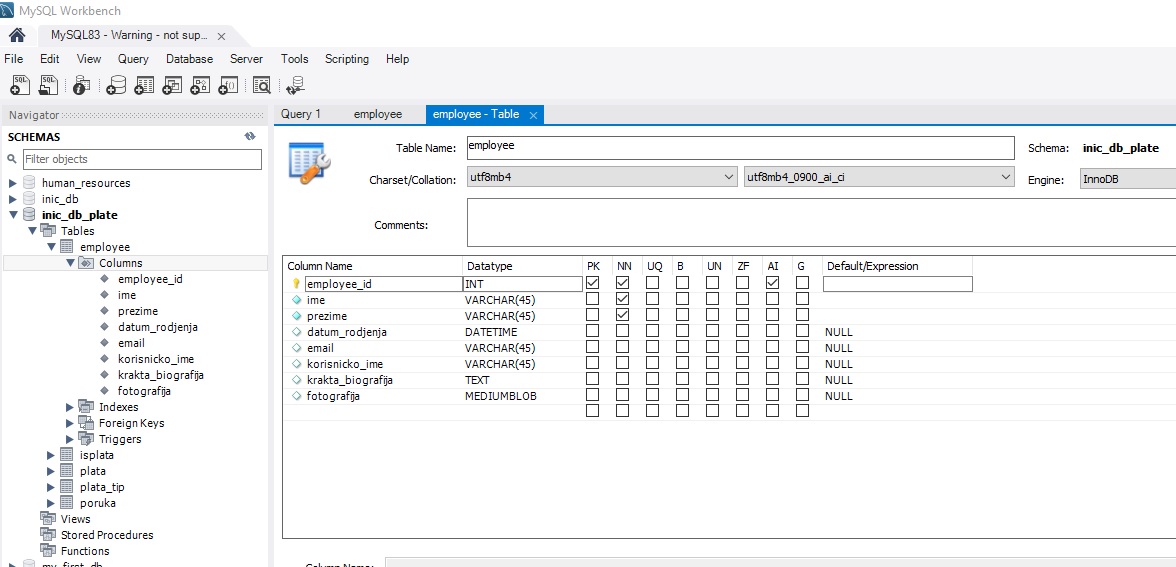 MySQL Workbench
MySQL83 - Warning - not sup...
File Edit View Query Database Server Tools Scripting Help
Navigator
SCHEMAS
Filter objects
human_resources
inic_db
inic_db_plate
Tables
employee
Columns
employee_id
ime
prezime
datum_rodjenja
email
korisnicko_ime
krakta_biografija
fotografija
Indexes
Foreign Keys
Triggers
isplata
plata
plata_tip
poruka
Views
Stored Procedures
Functions
my_first_db
Query 1 employee employee - Table
Table Name: employee Schema: inic_db_plate
Charset/Collation: utf8mb4 utf8mb4_0900_ai_ci Engine: InnoDB
Comments:
Column Name Datatype PK NN UQ B UN ZF AI G Default/Expression
employee_id INT
ime VARCHAR(45)
prezime VARCHAR(45)
datum_rodjenja DATETIME NULL
email VARCHAR(45) NULL
korisnicko_ime VARCHAR(45) NULL
krakta_biografija TEXT NULL
fotografija MEDIUMBLOB NULL
Column Name: